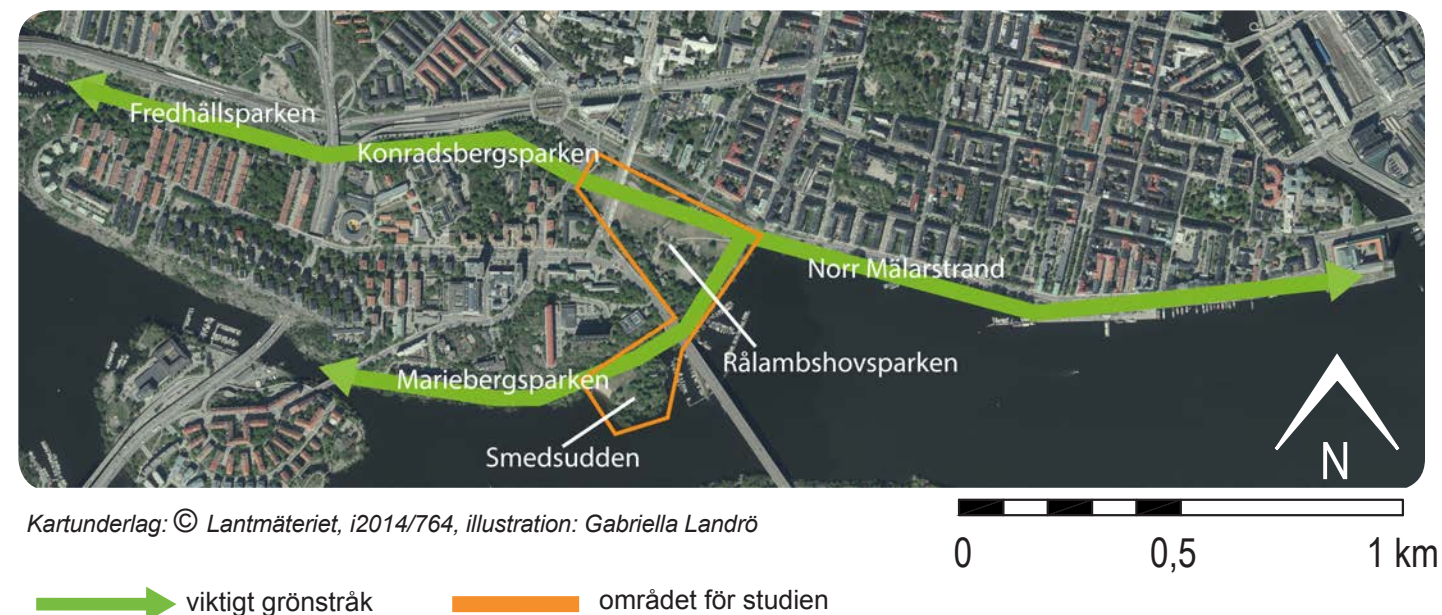 Fredhällsparken
Konradsbergsparken
Norr Mälarstrand
Rålambshovsparken
Mariebergsparken
Smedsudden
N
Kartunderlag: © Lantmäteriet, i2014/764, illustration: Gabriella Landrö
0 0,5 1 km
viktigt grönstråk området för studien